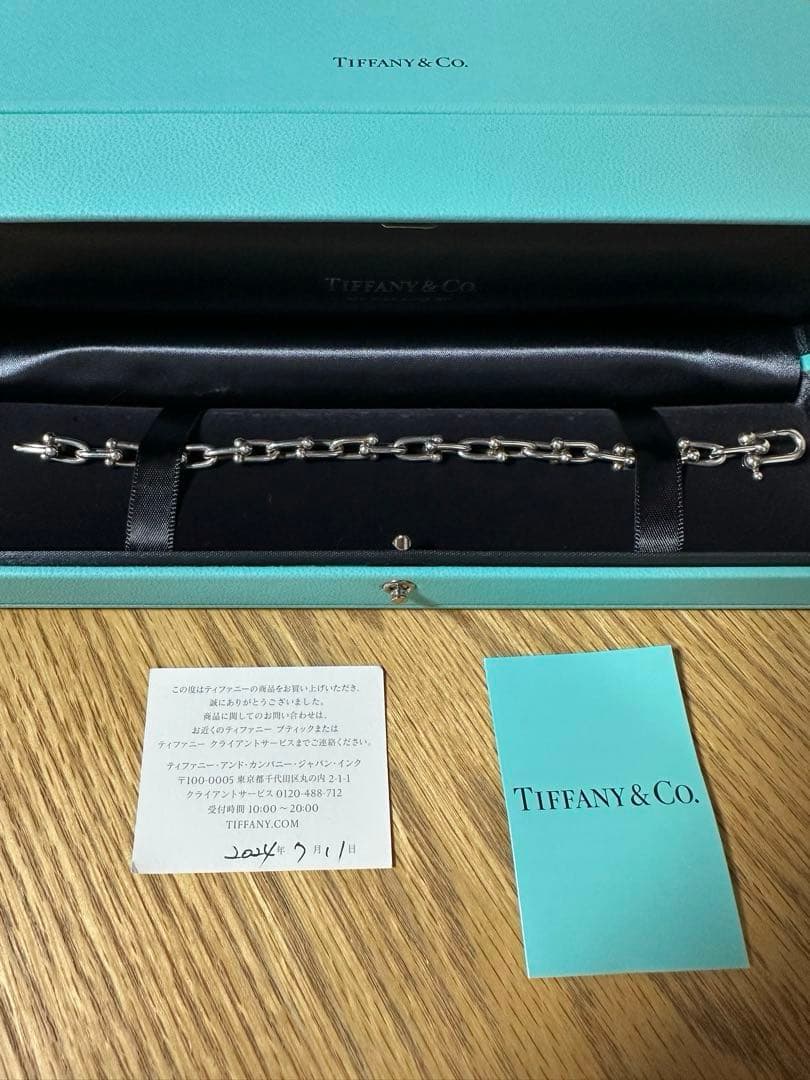 TIFFANY & CO.
TIFFANY & CO.
この度はティファニーの商品をお買い上げいただき、
誠にありがとうございました。
商品に関してのお問い合わせは、
お近くのティファニー ブティックまたは
ティファニー クライアントサービスまでご連絡ください。
ティファニー・アンド・カンパニー・ジャパン・インク
〒100-0005 東京都千代田区丸の内 2-1-1
クライアントサービス 0120-488-712
受付時間 10:00～20:00
TIFFANY.COM
2024年 7月11日
TIFFANY & CO.